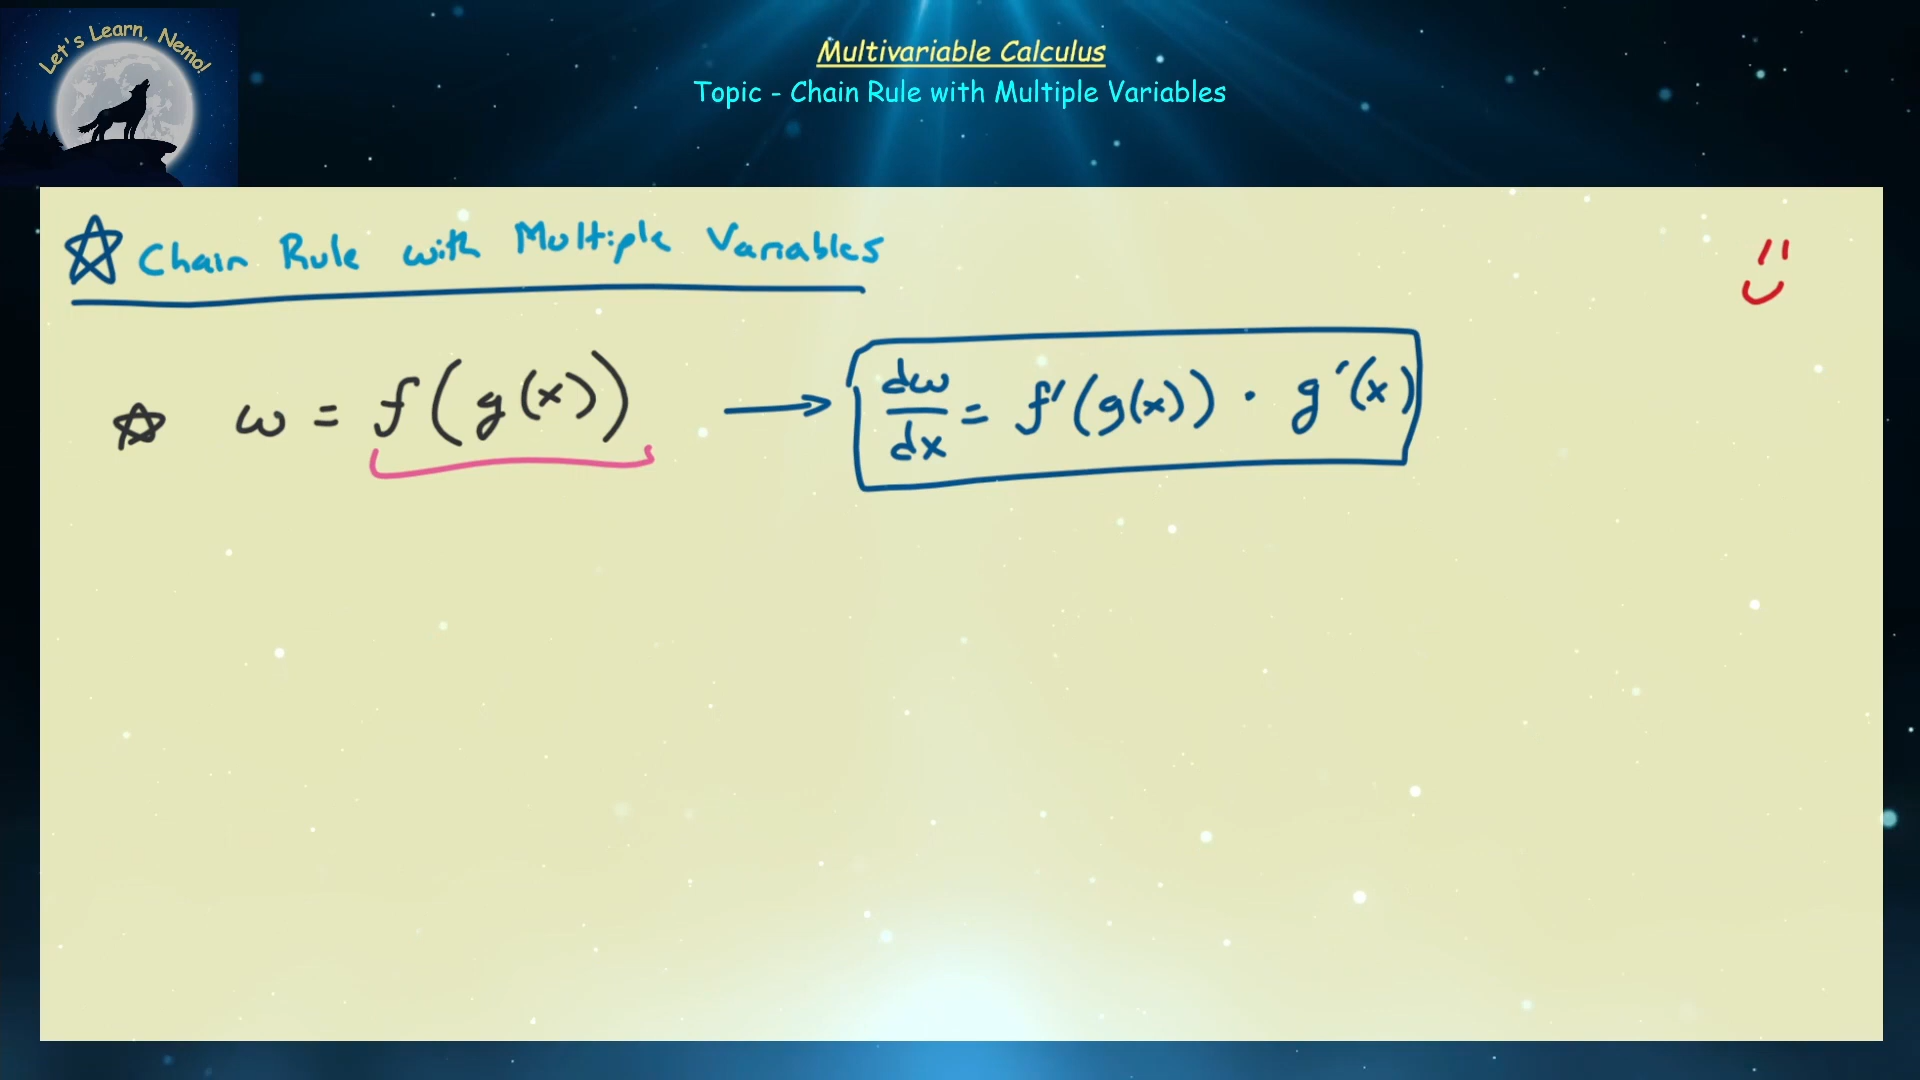 Let's Learn, Nemo!
Multivariable Calculus
Topic - Chain Rule with Multiple Variables
☆ Chain Rule with Multiple Variables
☆ w = f(g(x)) → dw/dx = f'(g(x)) · g'(x)